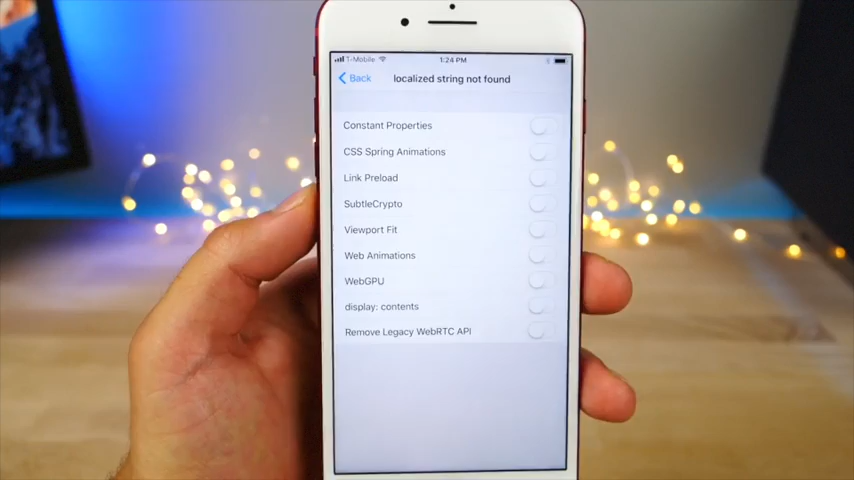 T-Mobile 1:24 PM
Back localized string not found
Constant Properties
CSS Spring Animations
Link Preload
SubtleCrypto
Viewport Fit
Web Animations
WebGPU
display: contents
Remove Legacy WebRTC API